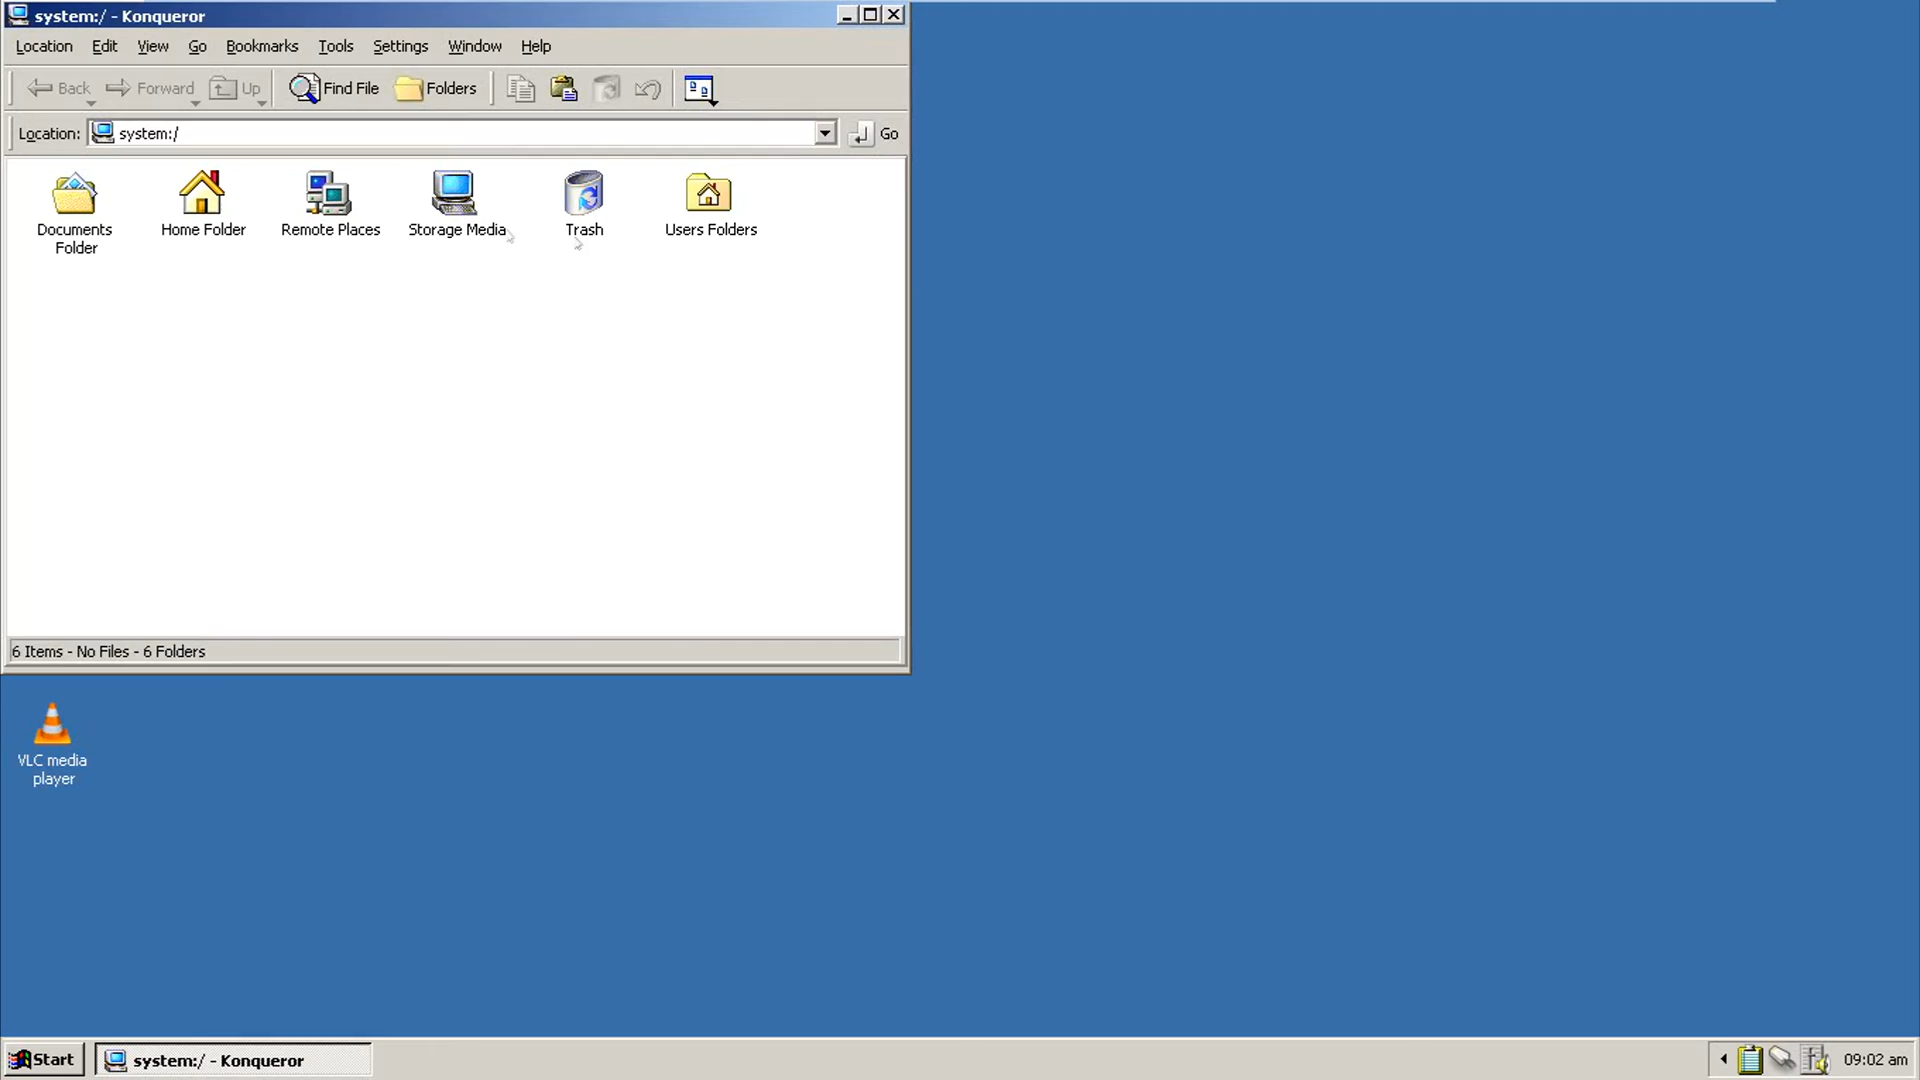 system:/ - Konqueror
Location Edit View Go Bookmarks Tools Settings Window Help
Back Forward Up Find File Folders
Location: system:/ Go
Documents Folder
Home Folder
Remote Places
Storage Media
Trash
Users Folders
6 Items - No Files - 6 Folders
VLC media
player
Start system:/ - Konqueror 09:02 am